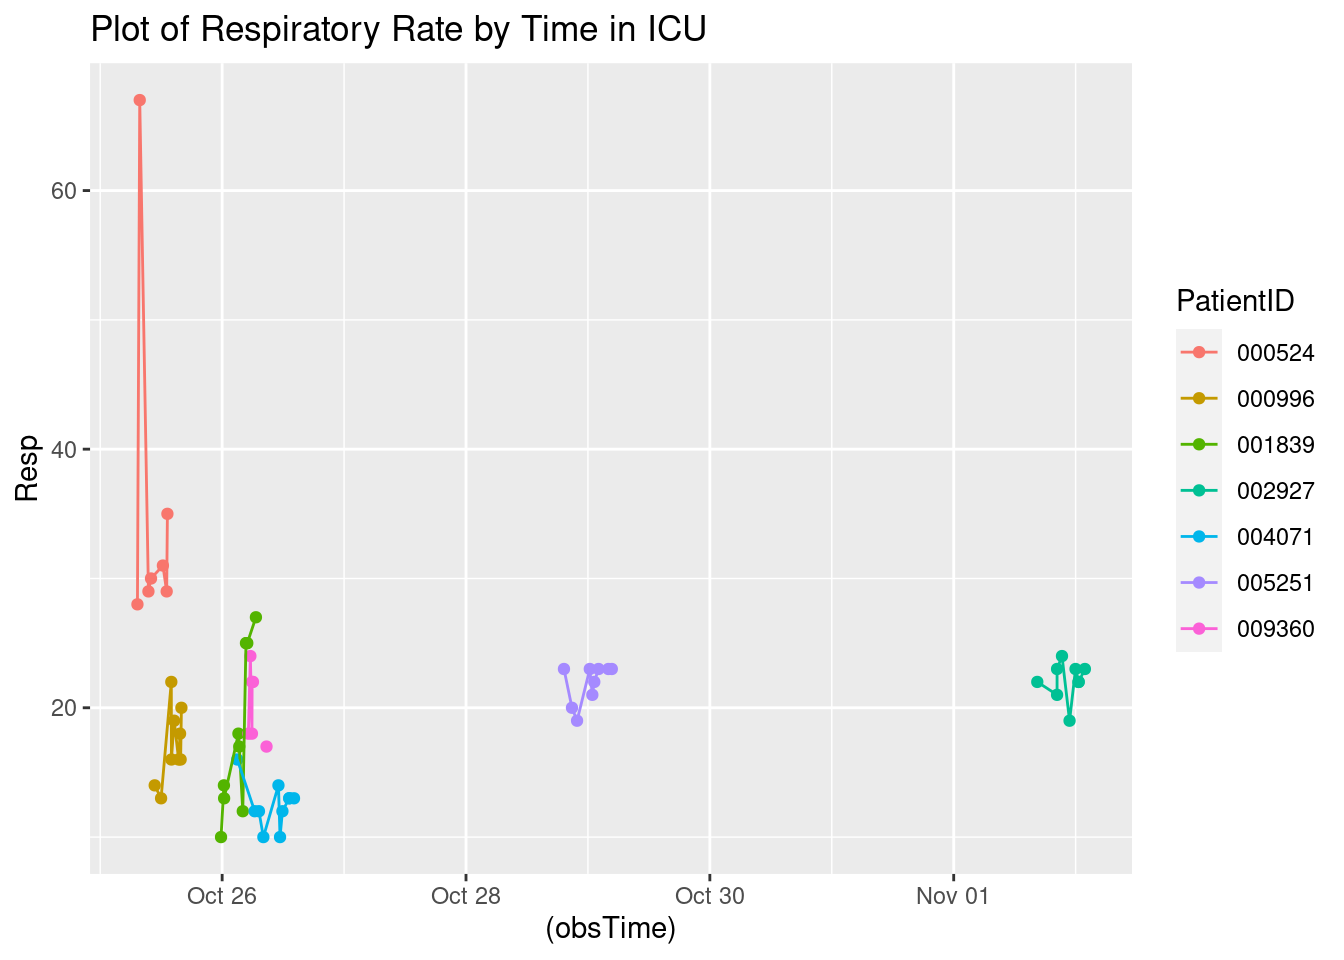 Plot of Respiratory Rate by Time in ICU
60
40
20
Resp
Oct 26
Oct 28
Oct 30
Nov 01
(obsTime)
PatientID
000524
000996
001839
002927
004071
005251
009360